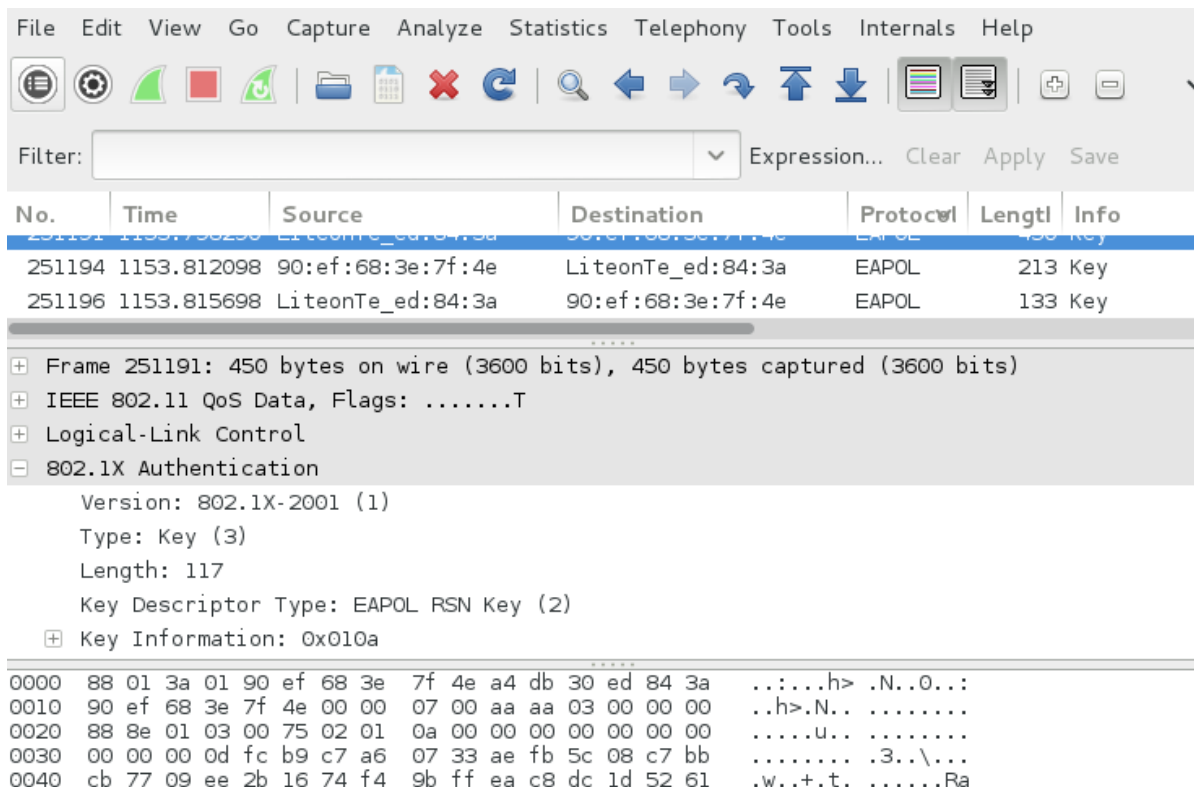 File Edit View Go Capture Analyze Statistics Telephony Tools Internals Help
Filter: Expression... Clear Apply Save
No. Time Source Destination Protocol Lengtl Info
251194 1153.812098 90:ef:68:3e:7f:4e LiteonTe_ed:84:3a EAPOL 213 Key
251196 1153.815698 LiteonTe_ed:84:3a 90:ef:68:3e:7f:4e EAPOL 133 Key
Frame 251191: 450 bytes on wire (3600 bits), 450 bytes captured (3600 bits)
IEEE 802.11 QoS Data, Flags: .......T
Logical-Link Control
802.1X Authentication
Version: 802.1X-2001 (1)
Type: Key (3)
Length: 117
Key Descriptor Type: EAPOL RSN Key (2)
Key Information: 0x010a
0000 88 01 3a 01 90 ef 68 3e 7f 4e a4 db 30 ed 84 3a ..:...h> .N..0..:
0010 90 ef 68 3e 7f 4e 00 00 07 00 aa aa 03 00 00 00 ..h>.N.. ........
0020 88 8e 01 03 00 75 02 01 0a 00 00 00 00 00 00 00 .....u.. ........
0030 00 00 00 0d fc b9 c7 a6 07 33 ae fb 5c 08 c7 bb ........ .3..\...
0040 cb 77 09 ee 2b 16 74 f4 9b ff ea c8 dc 1d 52 61 .w..+.t. ......Ra